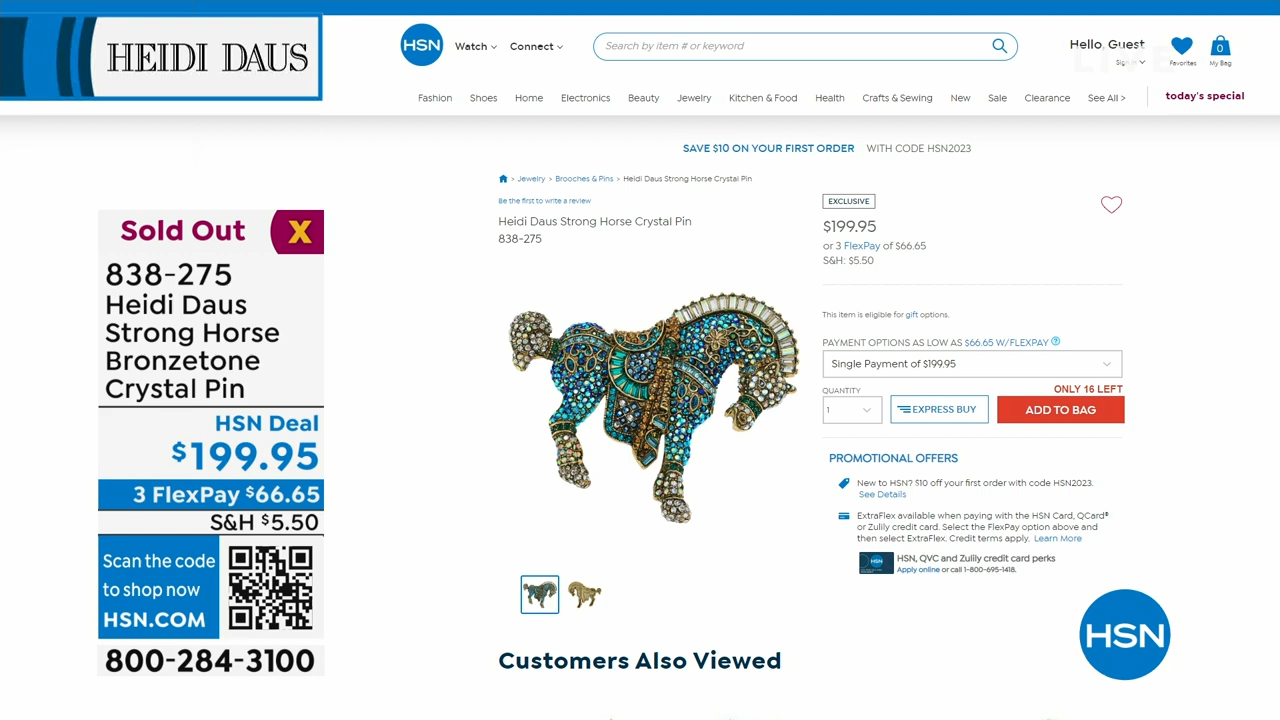 HEIDI DAUS
HSN
Watch
Connect
Search by item # or keyword
Hello, Guest
Favorites
0
My Bag
Fashion
Shoes
Home
Electronics
Beauty
Jewelry
Kitchen & Food
Health
Crafts & Sewing
New
Sale
Clearance
See All >
today's special
SAVE $10 ON YOUR FIRST ORDER WITH CODE HSN2023
> Jewelry > Brooches & Pins > Heidi Daus Strong Horse Crystal Pin
Be the first to write a review
Heidi Daus Strong Horse Crystal Pin
838-275
EXCLUSIVE
$199.95
or 3 FlexPay of $66.65
S&H: $5.50
This item is eligible for gift options.
PAYMENT OPTIONS AS LOW AS $66.65 W/FLEXPAY ?
Single Payment of $199.95
QUANTITY
ONLY 16 LEFT
1
EXPRESS BUY
ADD TO BAG
PROMOTIONAL OFFERS
New to HSN? $10 off your first order with code HSN2023.
See Details
ExtraFlex available when paying with the HSN Card, QCard®
or Zulily credit card. Select the FlexPay option above and
then select ExtraFlex. Credit terms apply. Learn More
HSN
HSN, QVC and Zulily credit card perks
Apply online or call 1-800-695-1418.
Customers Also Viewed
HSN
Sold Out X
838-275
Heidi Daus
Strong Horse
Bronzetone
Crystal Pin
HSN Deal
$199.95
3 FlexPay $66.65
S&H $5.50
Scan the code
to shop now
HSN.COM
800-284-3100